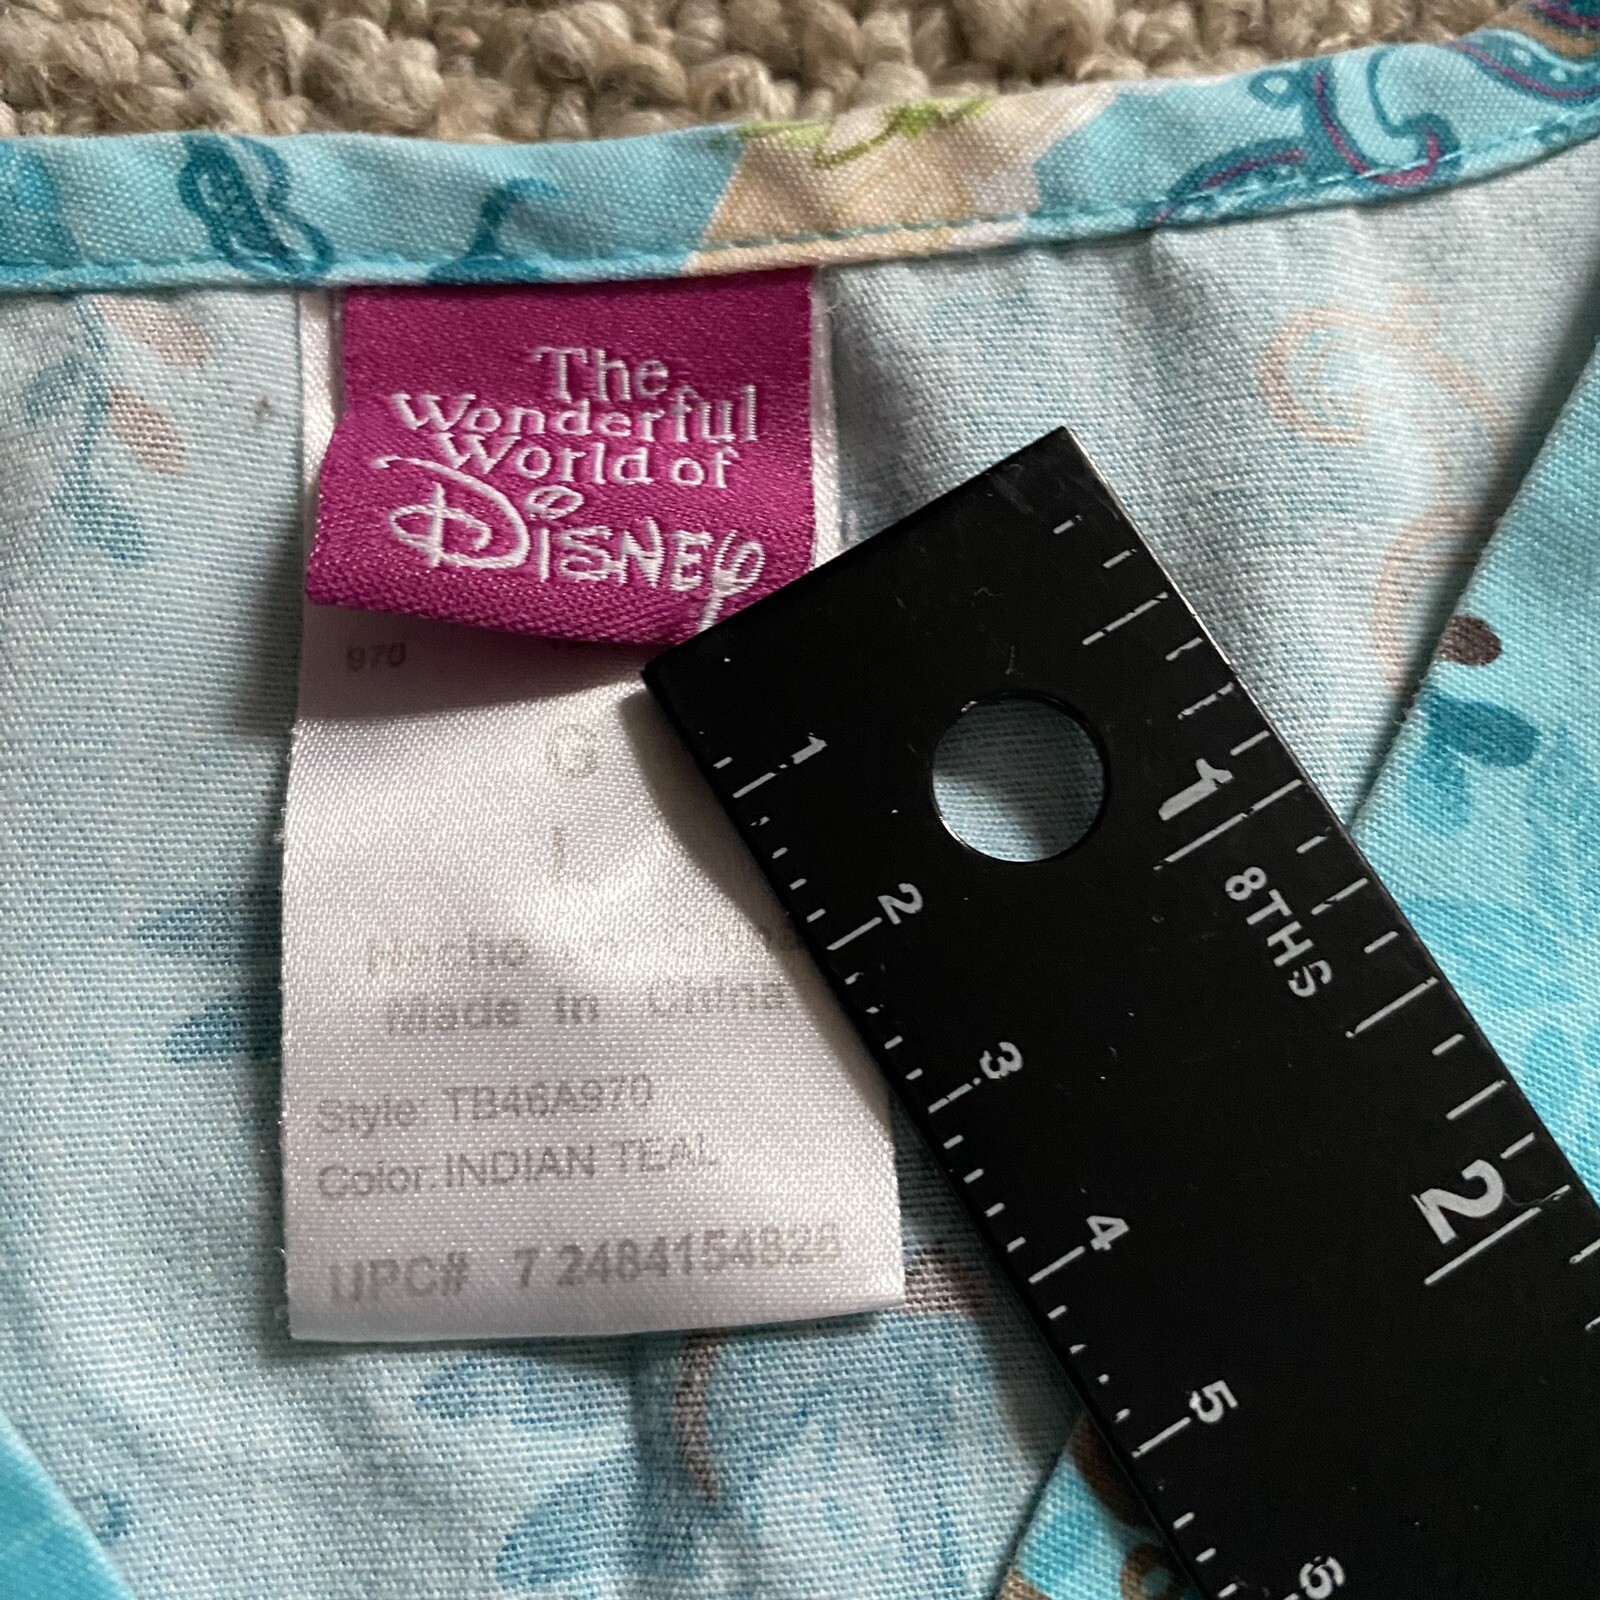 The
Wonderful
World of
Disney
970
L
Made in China
Style: TB46A970
Color:INDIAN TEAL
UPC# 7 2484154826
1
2
3
4
5
6
1
8THS
2